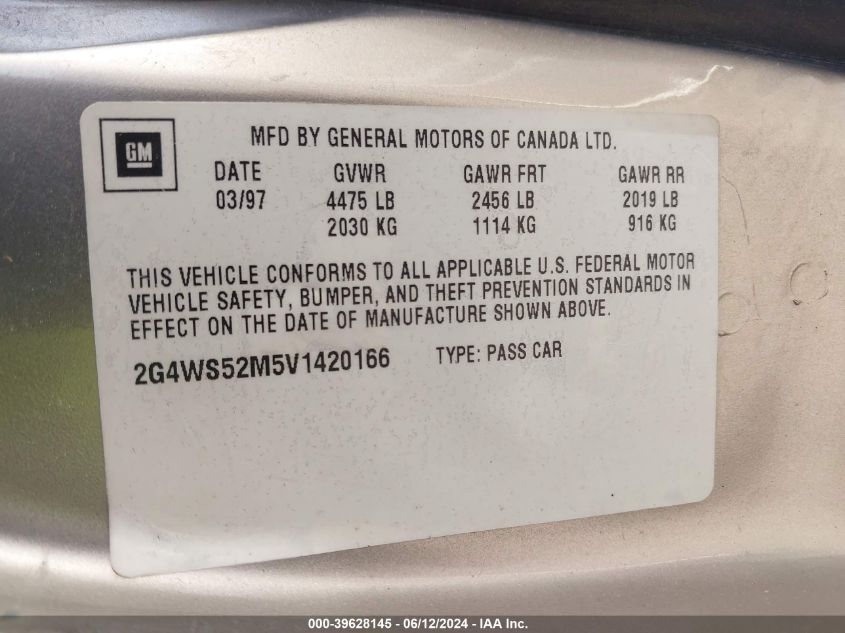 GM
MFD BY GENERAL MOTORS OF CANADA LTD.
DATE GVWR GAWR FRT GAWR RR
03/97 4475 LB 2456 LB 2019 LB
2030 KG 1114 KG 916 KG
THIS VEHICLE CONFORMS TO ALL APPLICABLE U.S. FEDERAL MOTOR
VEHICLE SAFETY, BUMPER, AND THEFT PREVENTION STANDARDS IN
EFFECT ON THE DATE OF MANUFACTURE SHOWN ABOVE.
2G4WS52M5V1420166 TYPE: PASS CAR
000-39628145 - 06/12/2024 - IAA Inc.